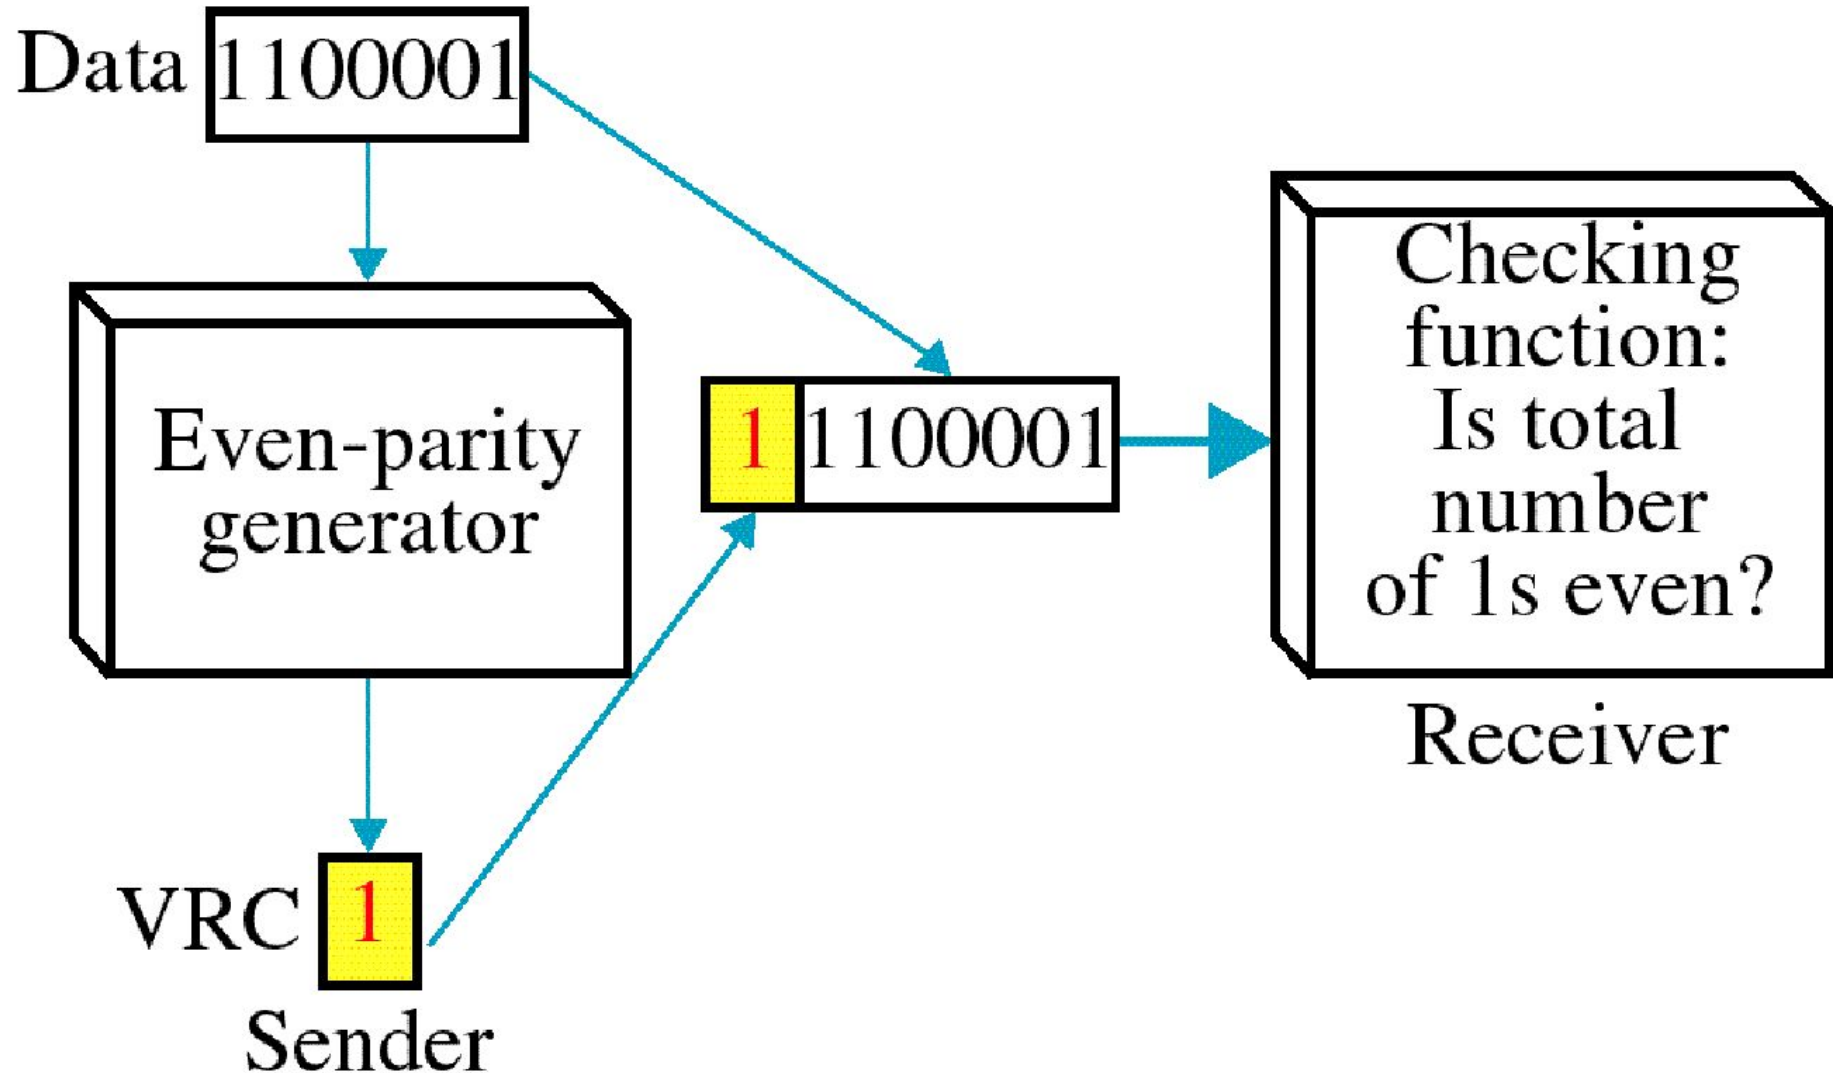 Data 1100001
Even-parity
generator
VRC 1
Sender
1 1100001
Checking
function:
Is total
number
of 1s even?
Receiver